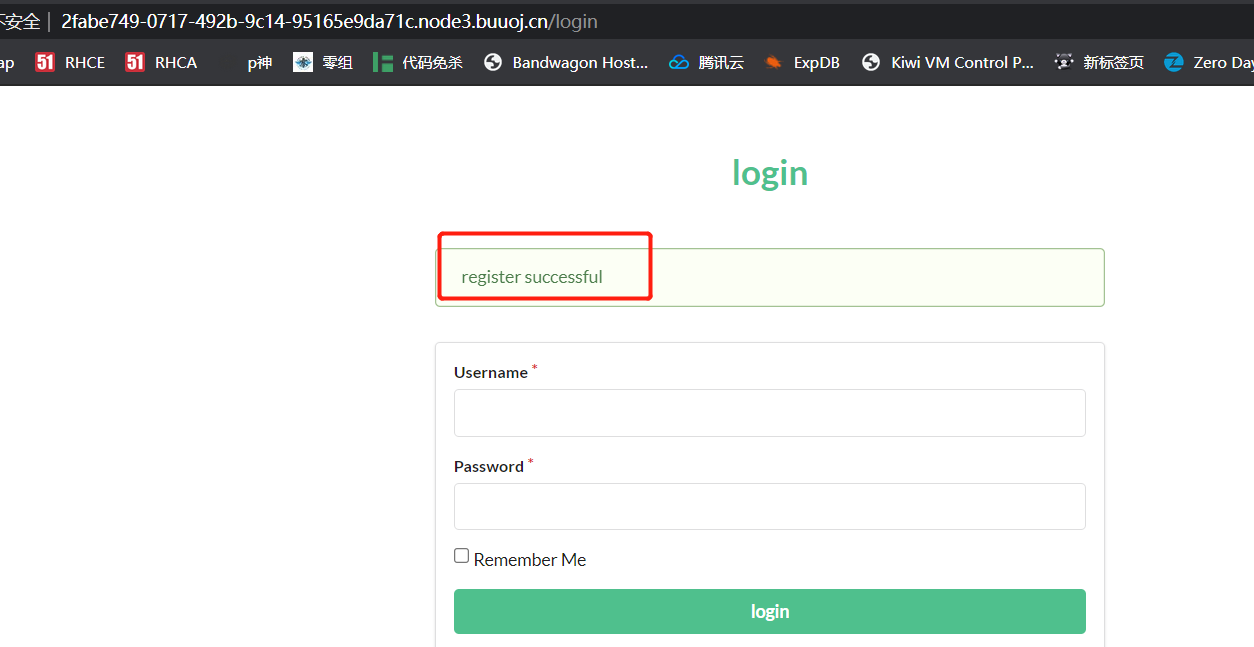 不安全 | 2fabe749-0717-492b-9c14-95165e9da71c.node3.buuoj.cn/login
ap 51 RHCE 51 RHCA p神 零组 代码免杀 Bandwagon Host... 腾讯云 ExpDB Kiwi VM Control P... 新标签页 Zero Day
login
register successful
Username *
Password *
Remember Me
login